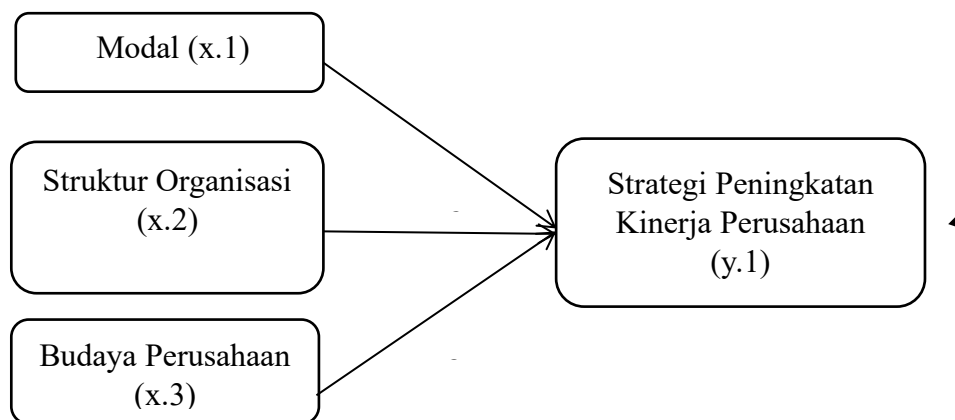 Modal (x.1)
Struktur Organisasi
(x.2)
Budaya Perusahaan
(x.3)
Strategi Peningkatan
Kinerja Perusahaan
(y.1)